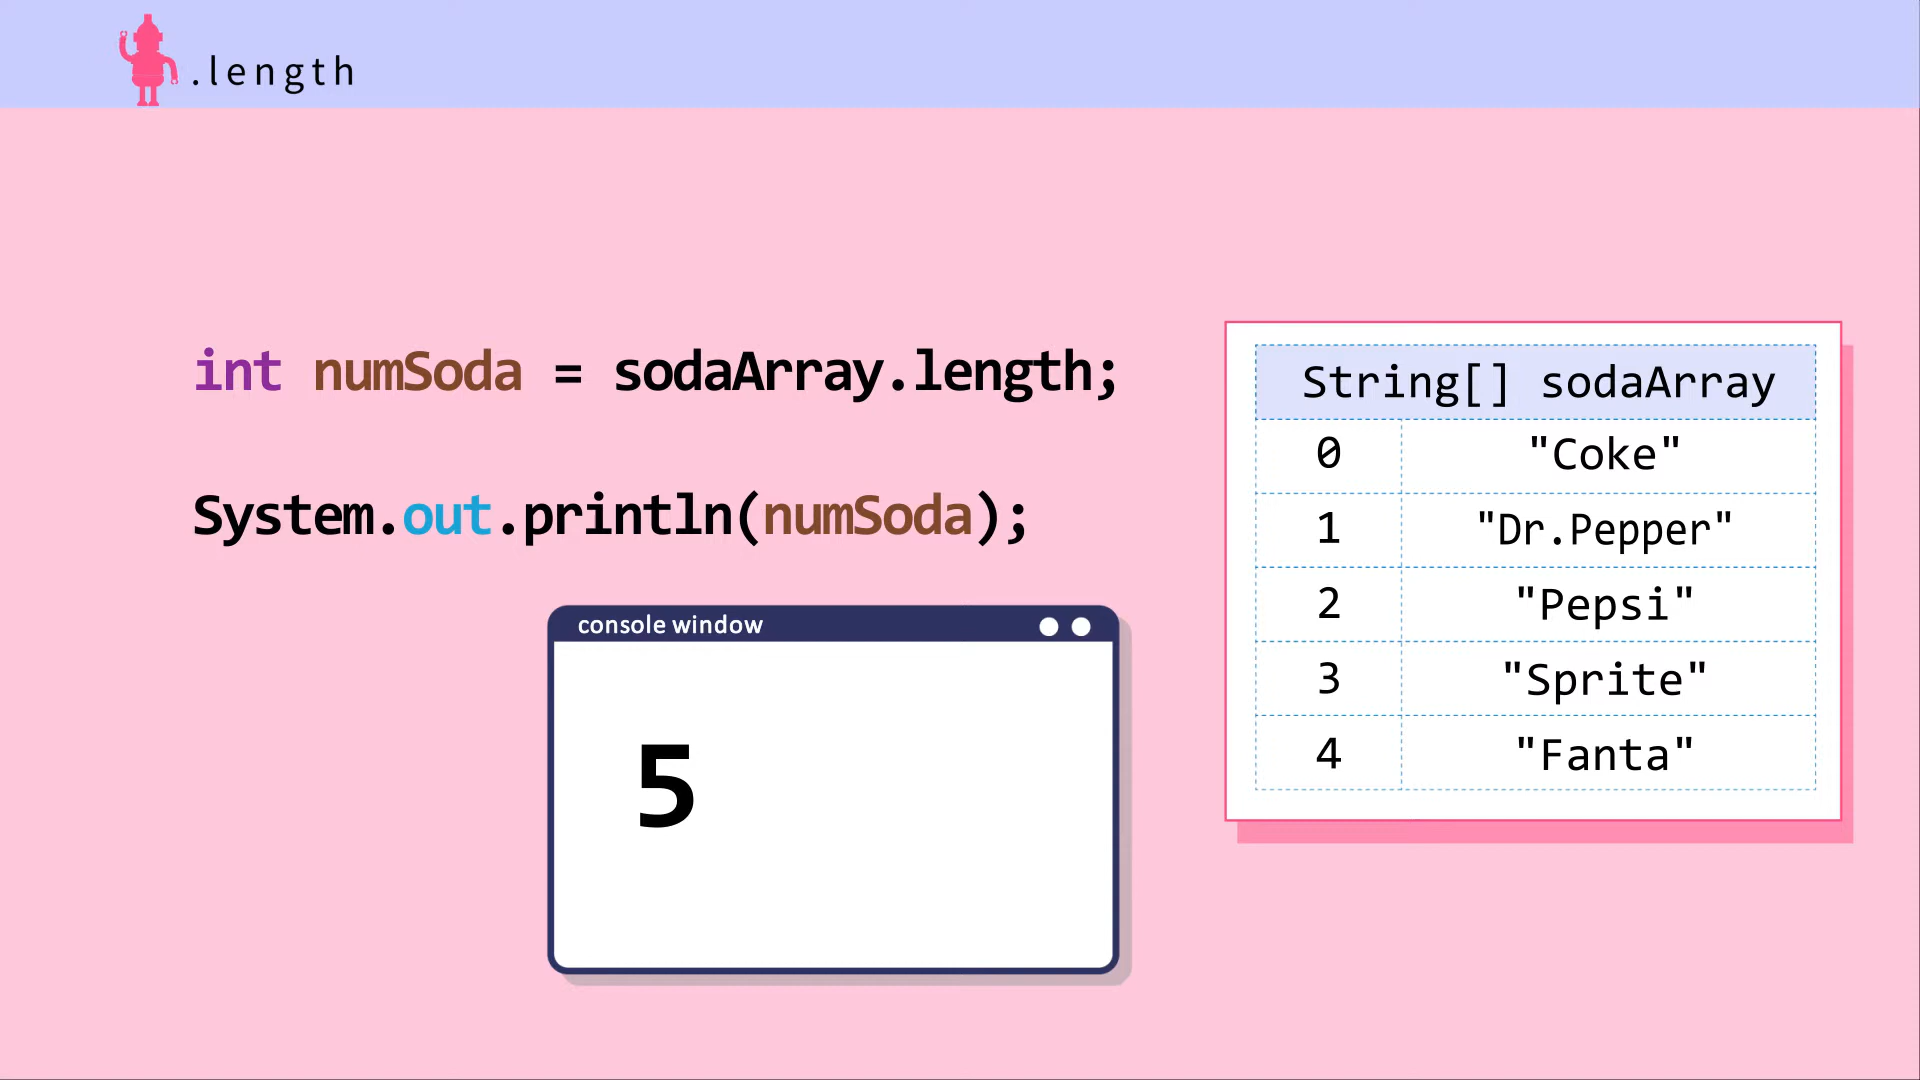 .length
int numSoda = sodaArray.length;
System.out.println(numSoda);
console window
5
String[] sodaArray
0 "Coke"
1 "Dr.Pepper"
2 "Pepsi"
3 "Sprite"
4 "Fanta"